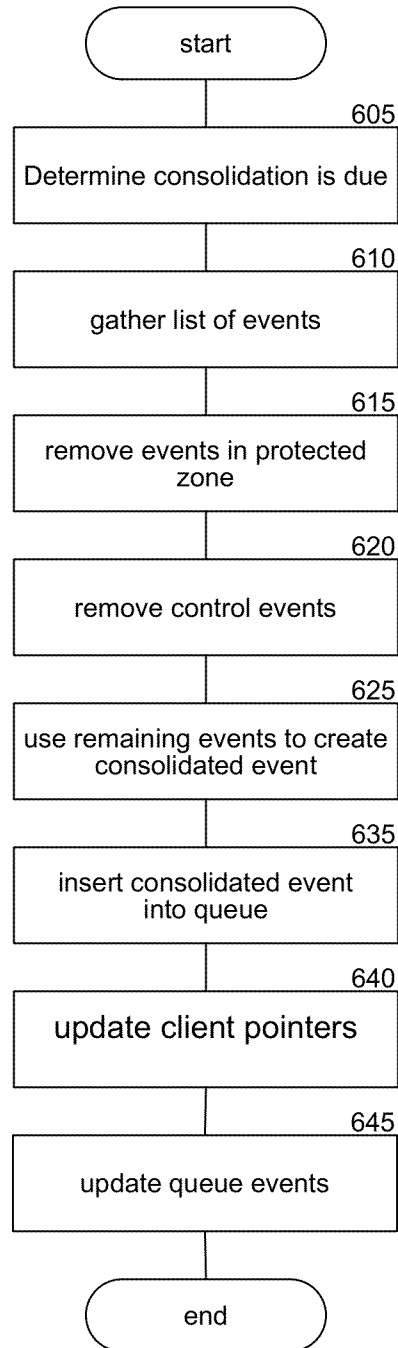 start
605
Determine consolidation is due
610
gather list of events
615
remove events in protected
zone
620
remove control events
625
use remaining events to create
consolidated event
635
insert consolidated event
into queue
640
update client pointers
645
update queue events
end